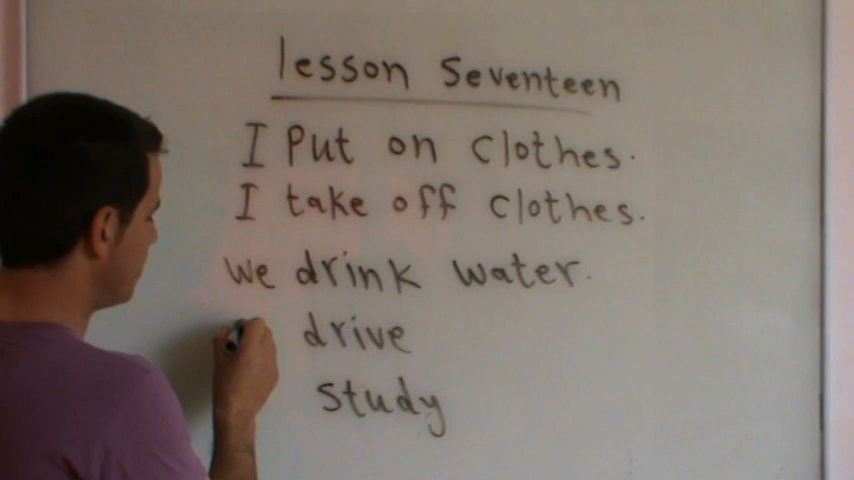 lesson Seventeen
I Put on Clothes.
I take off Clothes.
We drink water.
drive
Study